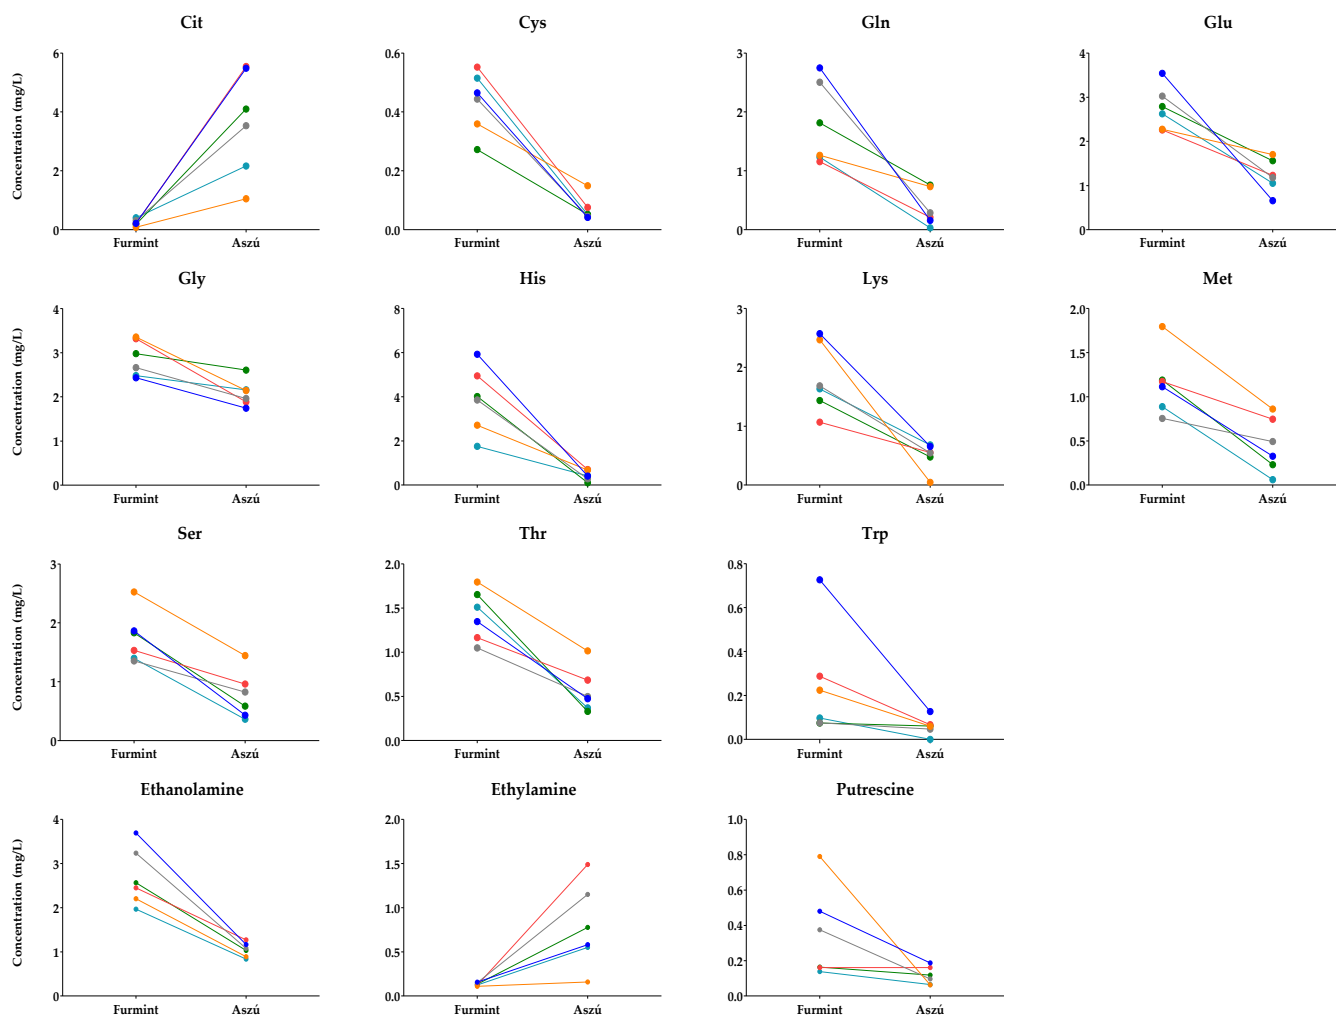 Cit
Cys
Gln
Glu
Concentration (mg/L)
6
4
2
0
Furmint Aszú
0.6
0.4
0.2
0.0
Furmint Aszú
3
2
1
0
Furmint Aszú
4
3
2
1
0
Furmint Aszú
Gly
His
Lys
Met
Concentration (mg/L)
4
3
2
1
0
Furmint Aszú
8
6
4
2
0
Furmint Aszú
3
2
1
0
Furmint Aszú
2.0
1.5
1.0
0.5
0.0
Furmint Aszú
Ser
Thr
Trp
Concentration (mg/L)
3
2
1
0
Furmint Aszú
2.0
1.5
1.0
0.5
0.0
Furmint Aszú
0.8
0.6
0.4
0.2
0.0
Furmint Aszú
Ethanolamine
Ethylamine
Putrescine
Concentration (mg/L)
4
3
2
1
0
Furmint Aszú
2.0
1.5
1.0
0.5
0.0
Furmint Aszú
1.0
0.8
0.6
0.4
0.2
0.0
Furmint Aszú